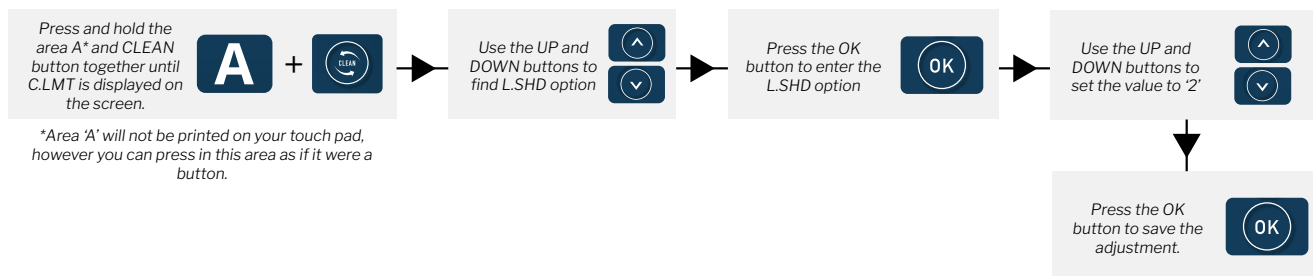 Press and hold the
area A* and CLEAN
button together until
C.LMT is displayed on
the screen.
A
+
CLEAN
*Area ‘A’ will not be printed on your touch pad,
however you can press in this area as if it were a
button.
Use the UP and
DOWN buttons to
find L.SHD option
Press the OK
button to enter the
L.SHD option
OK
Use the UP and
DOWN buttons to
set the value to ‘2’
Press the OK
button to save the
adjustment.
OK